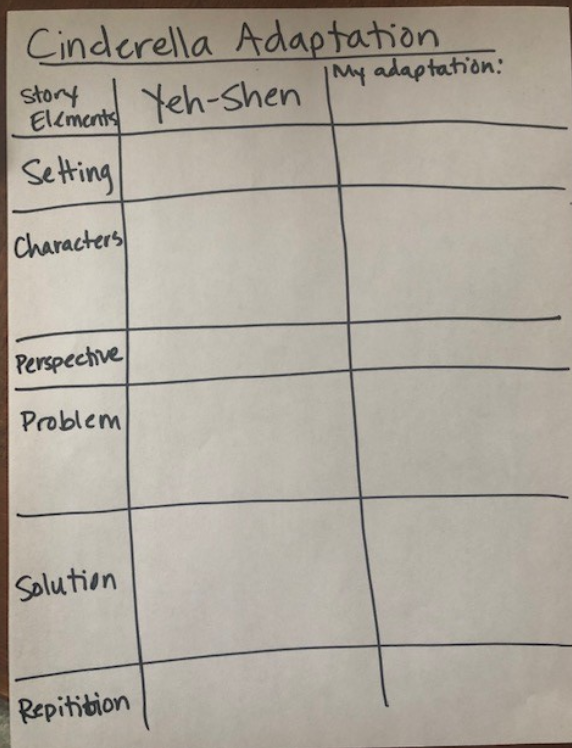 Cinderella Adaptation
Story
Elements
Yeh-Shen
My adaptation:
Setting
Characters
Perspective
Problem
Solution
Repitition